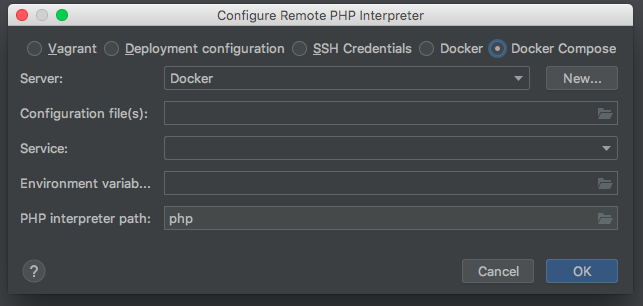 Configure Remote PHP Interpreter
Vagrant Deployment configuration SSH Credentials Docker Docker Compose
Server: Docker New...
Configuration file(s):
Service:
Environment variab...
PHP interpreter path: php
? Cancel OK